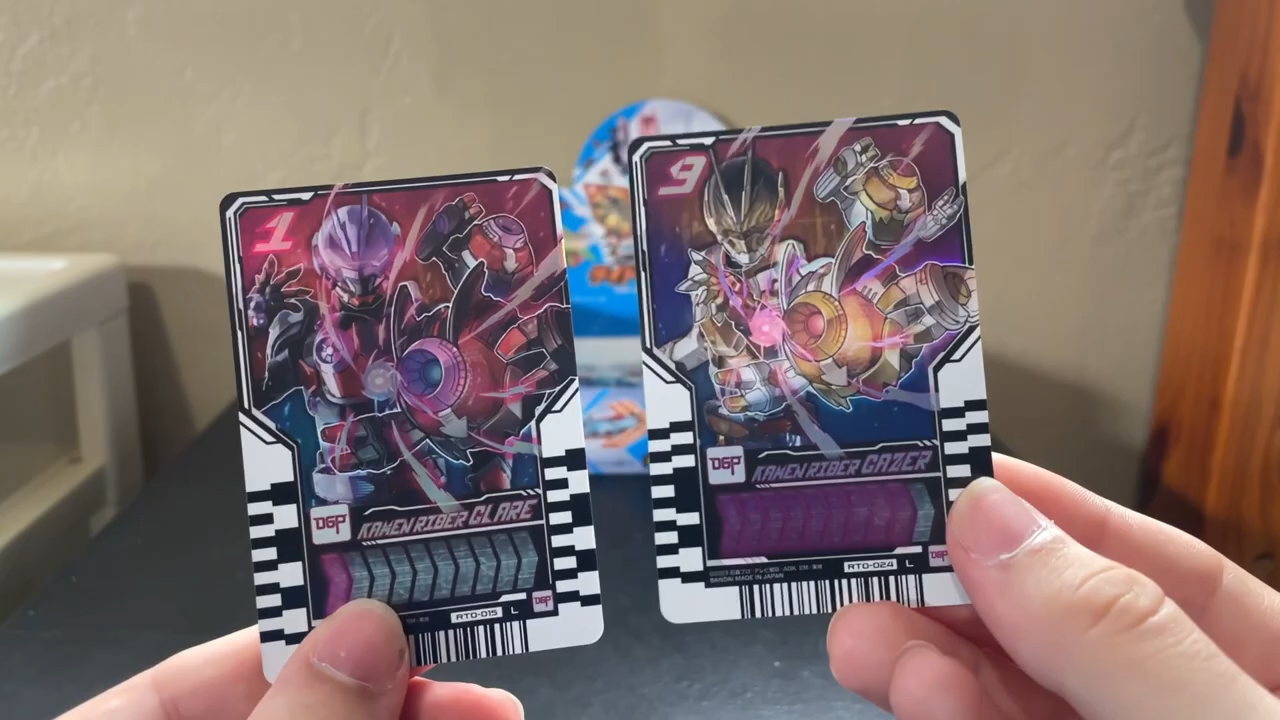 1
DGP
KAMEN RIDER GLARE
RT0-015 L
DGP
9
DGP
KAMEN RIDER GAZER
RT0-024 L
DGP
BANDAI MADE IN JAPAN